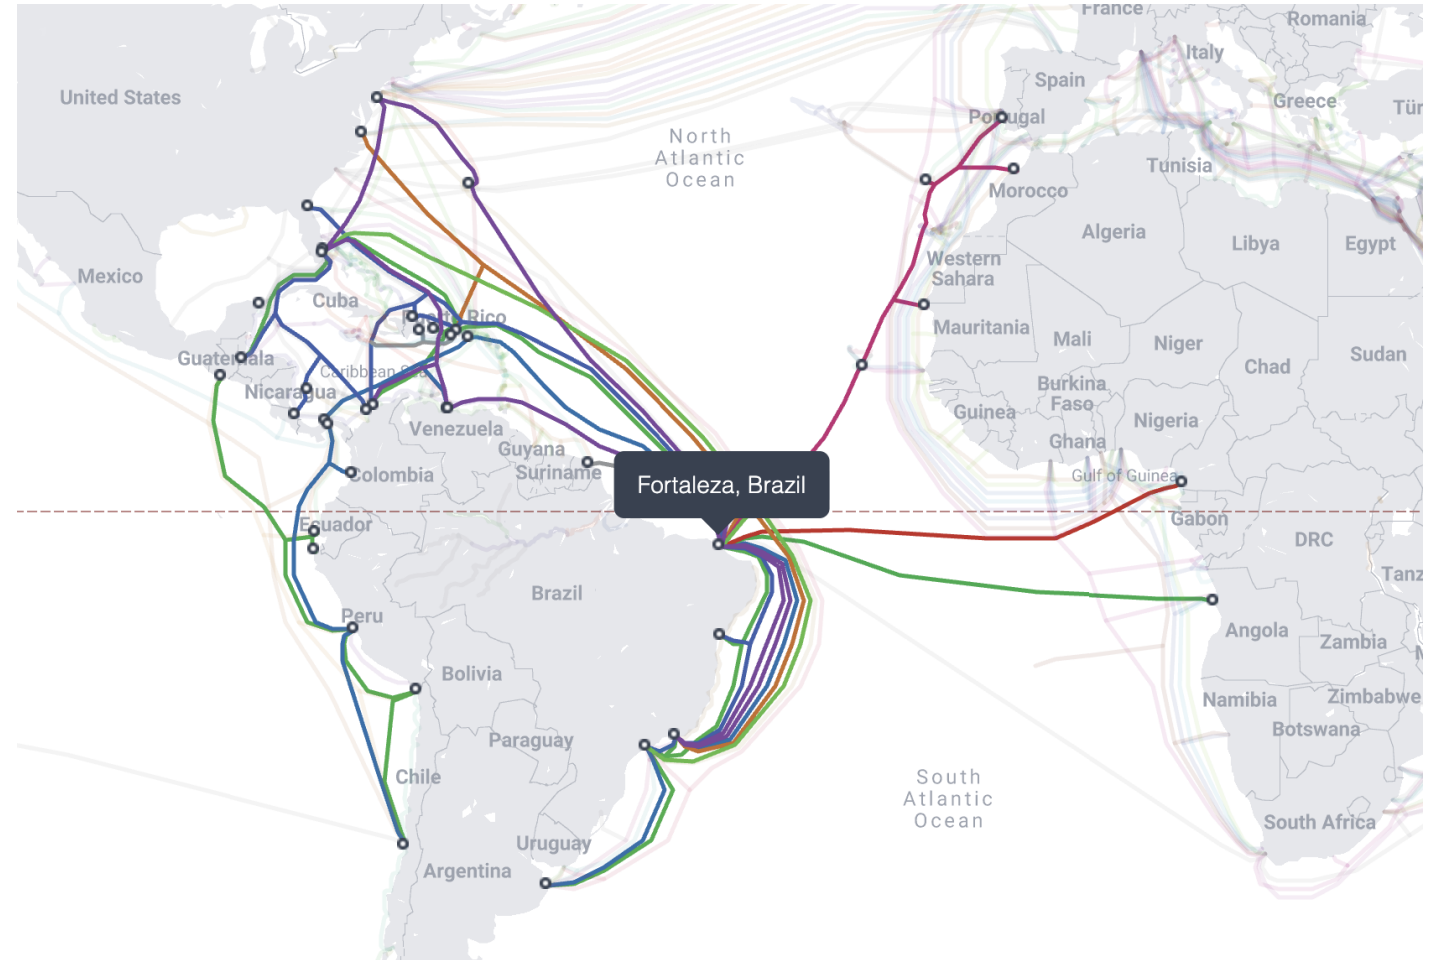 France
Romania
Italy
Spain
United States
Greece
Tür
Portugal
North
Atlantic
Ocean
Tunisia
Morocco
Algeria
Libya
Egypt
Western
Sahara
Mexico
Cuba
Puerto Rico
Mauritania
Mali
Niger
Chad
Sudan
Guatemala
Caribbean Sea
Nicaragua
Burkina
Faso
Guinea
Nigeria
Venezuela
Ghana
Guyana
Suriname
Colombia
Gulf of Guinea
Fortaleza, Brazil
Ecuador
Gabon
DRC
Tanz
Brazil
Peru
Angola
Zambia
M
Bolivia
Namibia
Zimbabwe
Botswana
Paraguay
Chile
South
Atlantic
Ocean
South Africa
Uruguay
Argentina